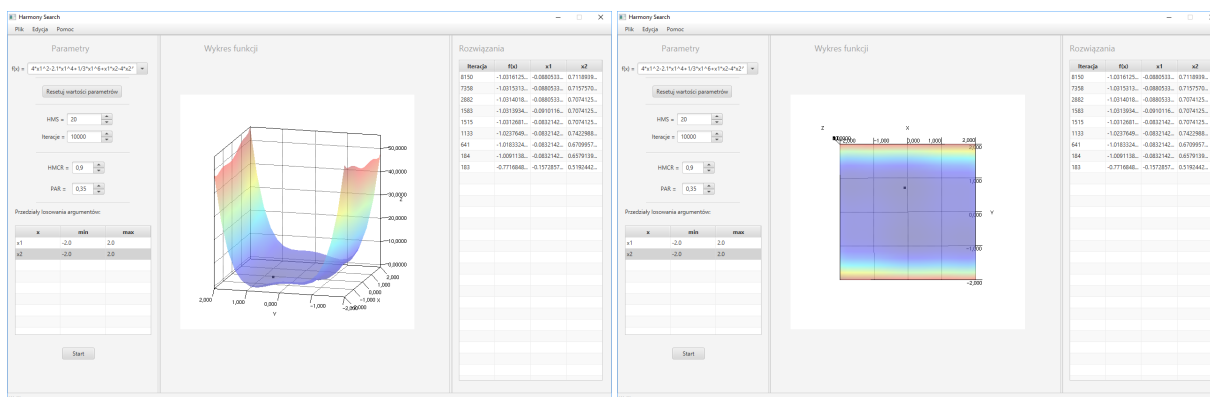 Harmony Search
Plik Edycja Pomoc
Parametry
f(x) = 4*x1^2-2.1*x1^4+1/3*x1^6+x1*x2-4*x2^
Resetuj wartości parametrów
HMS = 20
Iteracje = 10000
HMCR = 0,9
PAR = 0,35
Przedziały losowania argumentów:
x min max
x1 -2.0 2.0
x2 -2.0 2.0
Start
Wykres funkcji
50,0000
40,0000
30,0000
Z
20,0000
10,0000
0,00000
2,000
1,000
0,000
-1,000 X
-2,000
2,000 1,000 0,000 -1,000
Y
Rozwiązania
Iteracja f(x) x1 x2
8150 -1.0316125... -0.0880533... 0.7118939...
7358 -1.0315313... -0.0880533... 0.7157570...
2882 -1.0314018... -0.0880533... 0.7074125...
1583 -1.0313934... -0.0910116... 0.7074125...
1515 -1.0312681... -0.0832142... 0.7074125...
1133 -1.0237649... -0.0832142... 0.7422988...
641 -1.0183324... -0.0832142... 0.6709957...
184 -1.0091138... -0.0832142... 0.6579139...
183 -0.7716848... -0.1572857... 0.5192442...
Harmony Search
Plik Edycja Pomoc
Parametry
f(x) = 4*x1^2-2.1*x1^4+1/3*x1^6+x1*x2-4*x2^
Resetuj wartości parametrów
HMS = 20
Iteracje = 10000
HMCR = 0,9
PAR = 0,35
Przedziały losowania argumentów:
x min max
x1 -2.0 2.0
x2 -2.0 2.0
Start
Wykres funkcji
Z X
-1,000 0,000 1,000 2,000
2,000
1,000
0,000 Y
-1,000
-2,000
Rozwiązania
Iteracja f(x) x1 x2
8150 -1.0316125... -0.0880533... 0.7118939...
7358 -1.0315313... -0.0880533... 0.7157570...
2882 -1.0314018... -0.0880533... 0.7074125...
1583 -1.0313934... -0.0910116... 0.7074125...
1515 -1.0312681... -0.0832142... 0.7074125...
1133 -1.0237649... -0.0832142... 0.7422988...
641 -1.0183324... -0.0832142... 0.6709957...
184 -1.0091138... -0.0832142... 0.6579139...
183 -0.7716848... -0.1572857... 0.5192442...